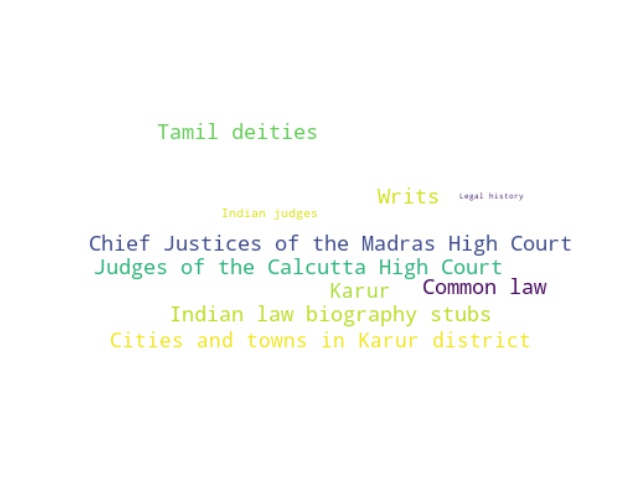 Tamil deities
Writs
Legal history
Indian judges
Chief Justices of the Madras High Court
Judges of the Calcutta High Court
Common law
Karur
Indian law biography stubs
Cities and towns in Karur district